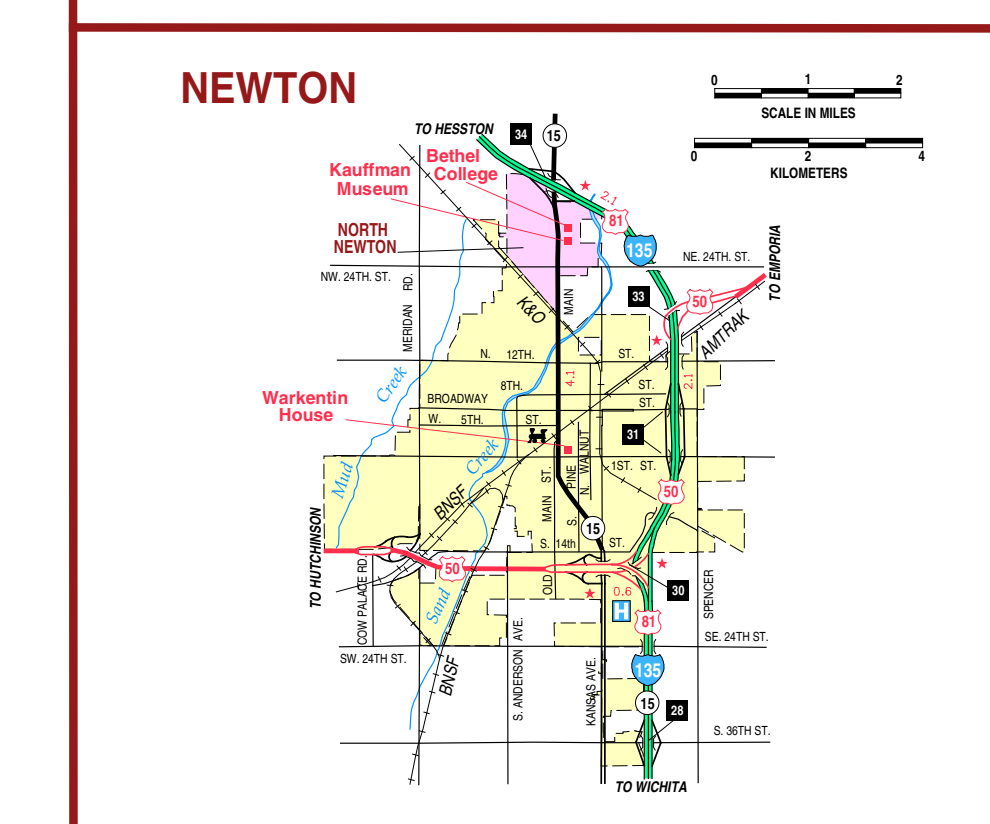 NEWTON
0 1 2
SCALE IN MILES
0 2 4
KILOMETERS
TO HESSTON
34
15
Kauffman
Museum
Bethel
College
2.1
81
NORTH
NEWTON
135
NE. 24TH. ST.
TO EMPORIA
NW. 24TH. ST.
MERIDAN RD.
K&O
MAIN
33
50
AMTRAK
N. 12TH. ST.
8TH. ST.
4.1
2.1
BROADWAY ST.
Creek
Warkentin
House
W. 5TH. ST.
31
Creek
Mud
1ST. ST.
MAIN ST.
S. PINE
N. WALNUT
50
BNSF
15
TO HUTCHINSON
S. 14th ST.
50
COW PALACE RD.
OLD
0.6
H
30
SPENCER
Sand
81
SE. 24TH ST.
SW. 24TH ST.
BNSF
S. ANDERSON AVE.
KANSAS AVE.
135
15
28
S. 36TH ST.
TO WICHITA